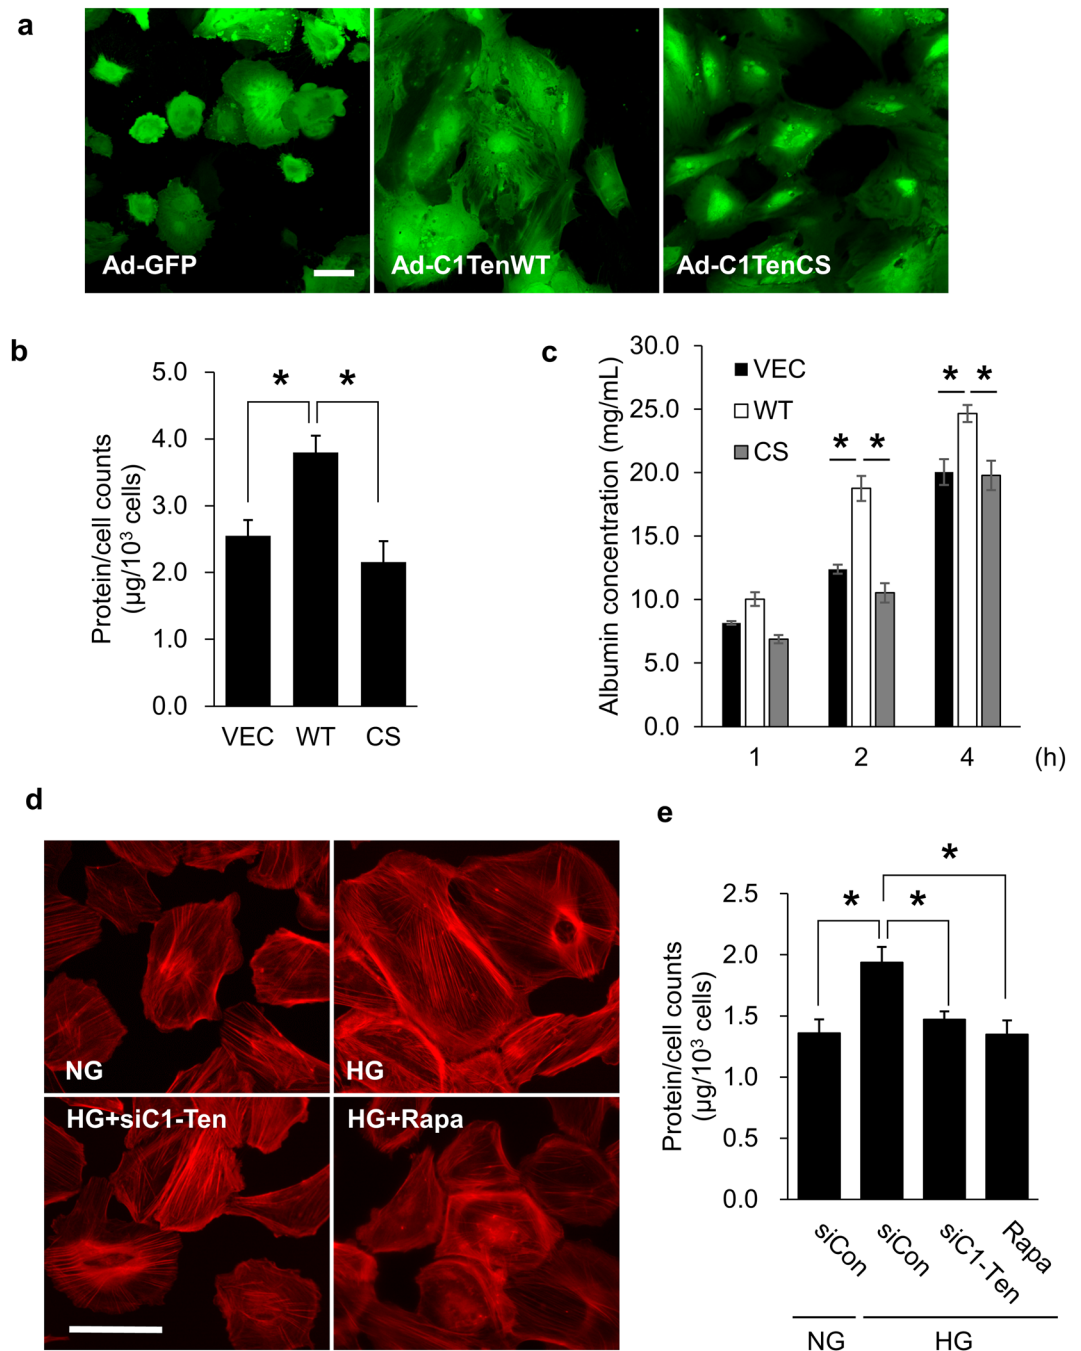 a
Ad-GFP
Ad-C1TenWT
Ad-C1TenCS
b
Protein/cell counts
(µg/10³ cells)
5.0
4.0
3.0
2.0
1.0
0.0
* *
VEC WT CS
c
Albumin concentration (mg/mL)
30.0
25.0
20.0
15.0
10.0
5.0
0.0
VEC
WT
CS
* *
* *
1 2 4 (h)
d
NG
HG
HG+siC1-Ten
HG+Rapa
e
Protein/cell counts
(µg/10³ cells)
2.5
2.0
1.5
1.0
0.5
0.0
*
* *
siCon
siCon
siC1-Ten
Rapa
NG HG